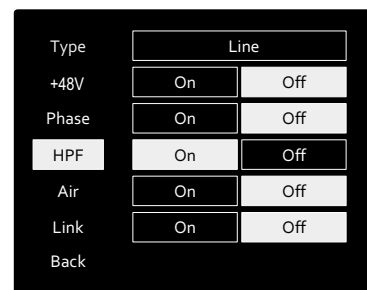 Type Line
+48V On Off
Phase On Off
HPF On Off
Air On Off
Link On Off
Back